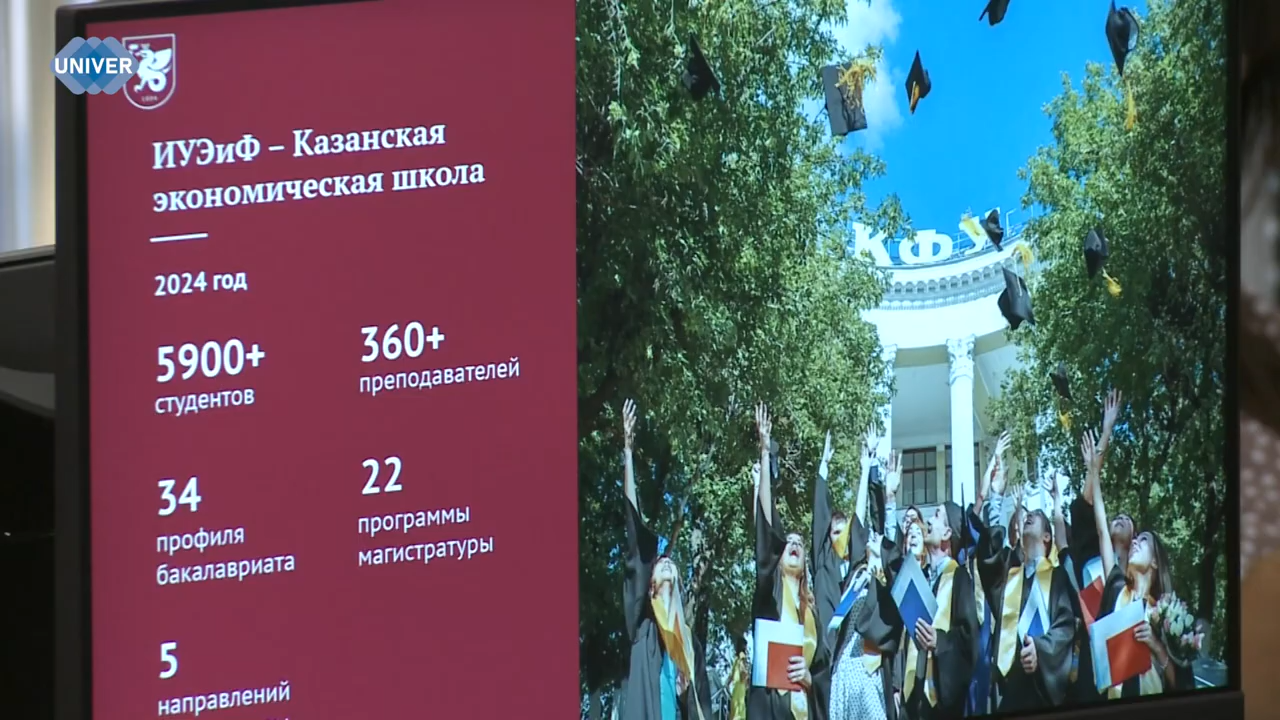 UNIVER
ИУЭиФ – Казанская
экономическая школа
2024 год
5900+
студентов
360+
преподавателей
34
профиля
бакалавриата
22
программы
магистратуры
5
направлений
КФУ